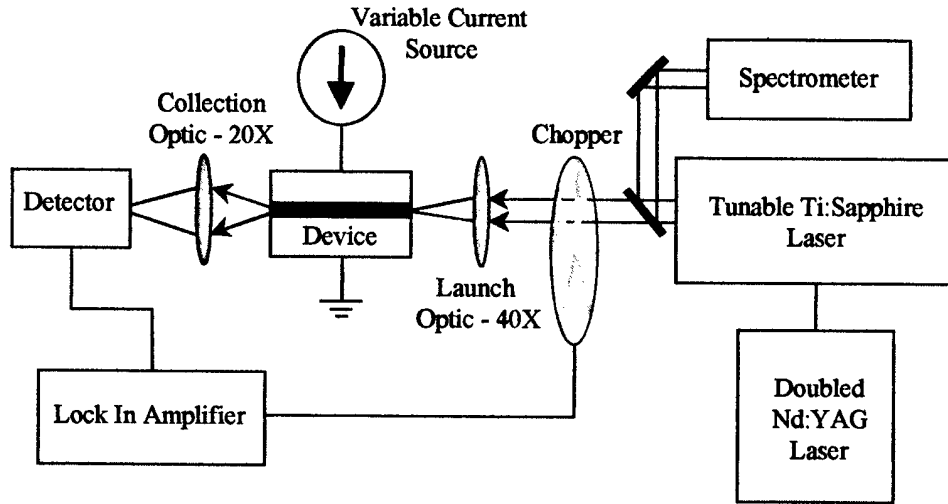 Variable Current
Source
Spectrometer
Collection
Optic - 20X
Chopper
Detector
Tunable Ti:Sapphire
Laser
Device
Launch
Optic - 40X
Lock In Amplifier
Doubled
Nd:YAG
Laser